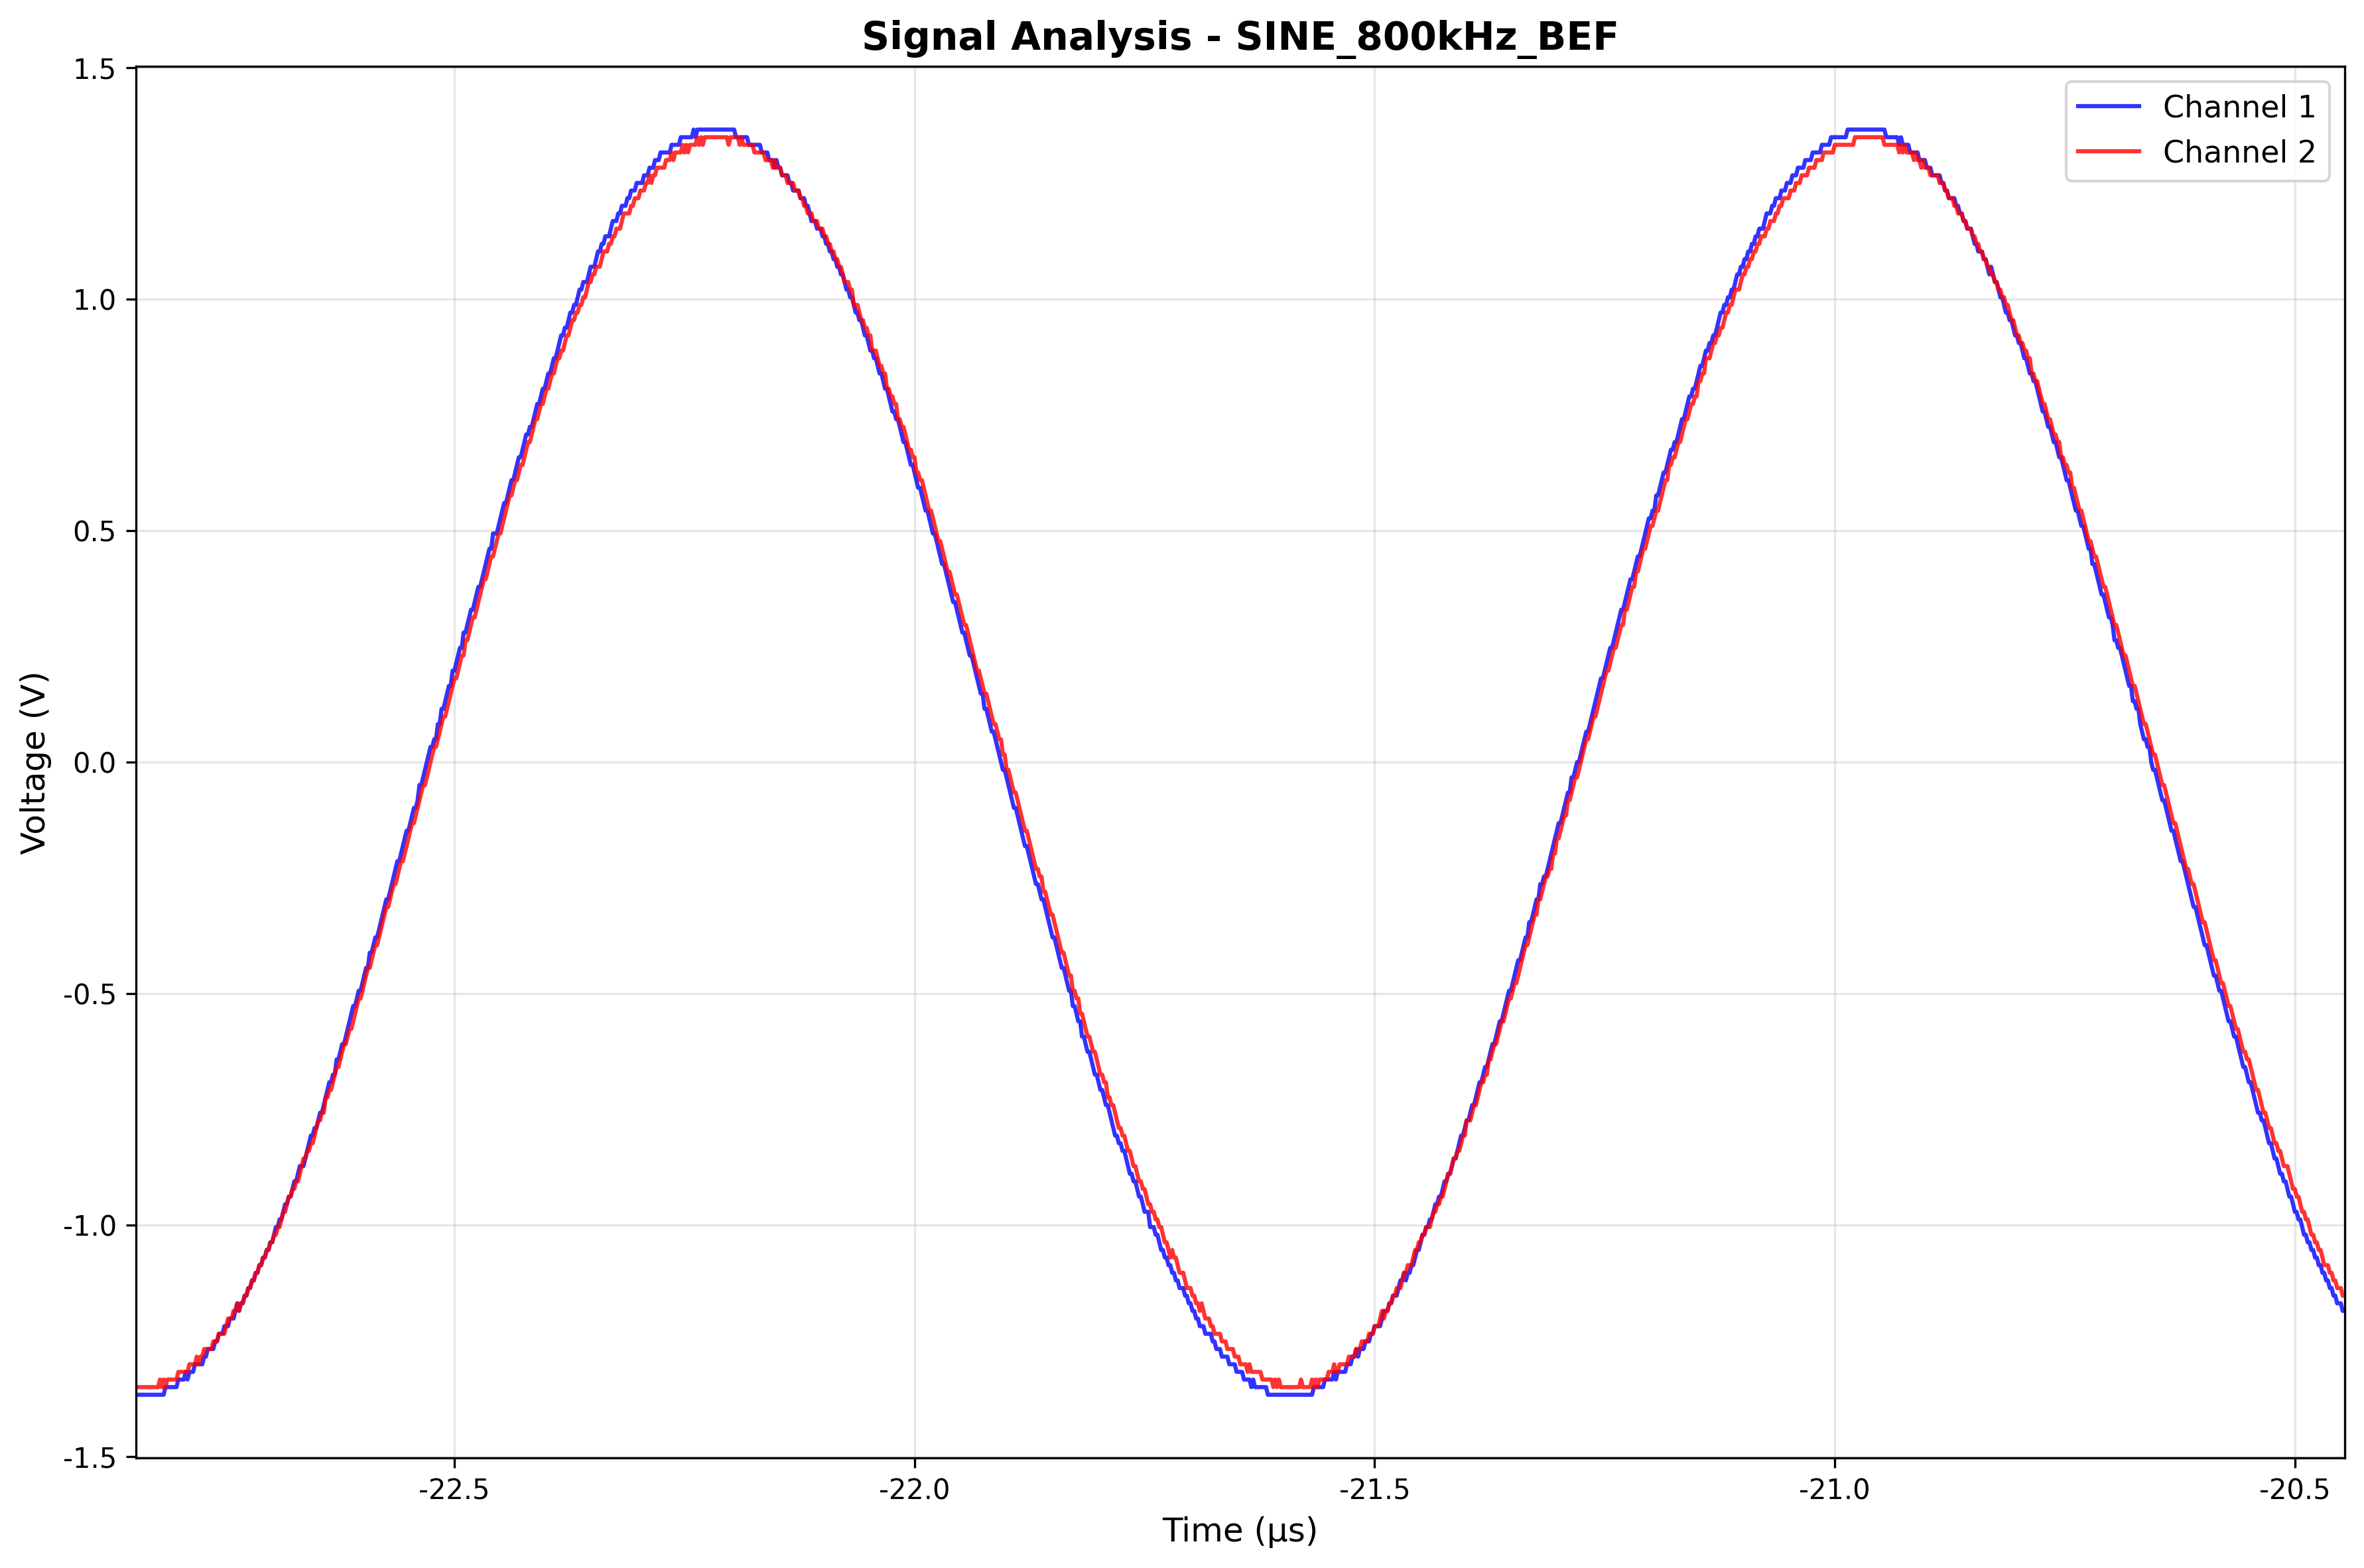 Signal Analysis - SINE_800kHz_BEF
Channel 1
Channel 2
1.5
1.0
0.5
0.0
-0.5
-1.0
-1.5
Voltage (V)
-22.5
-22.0
-21.5
-21.0
-20.5
Time (µs)